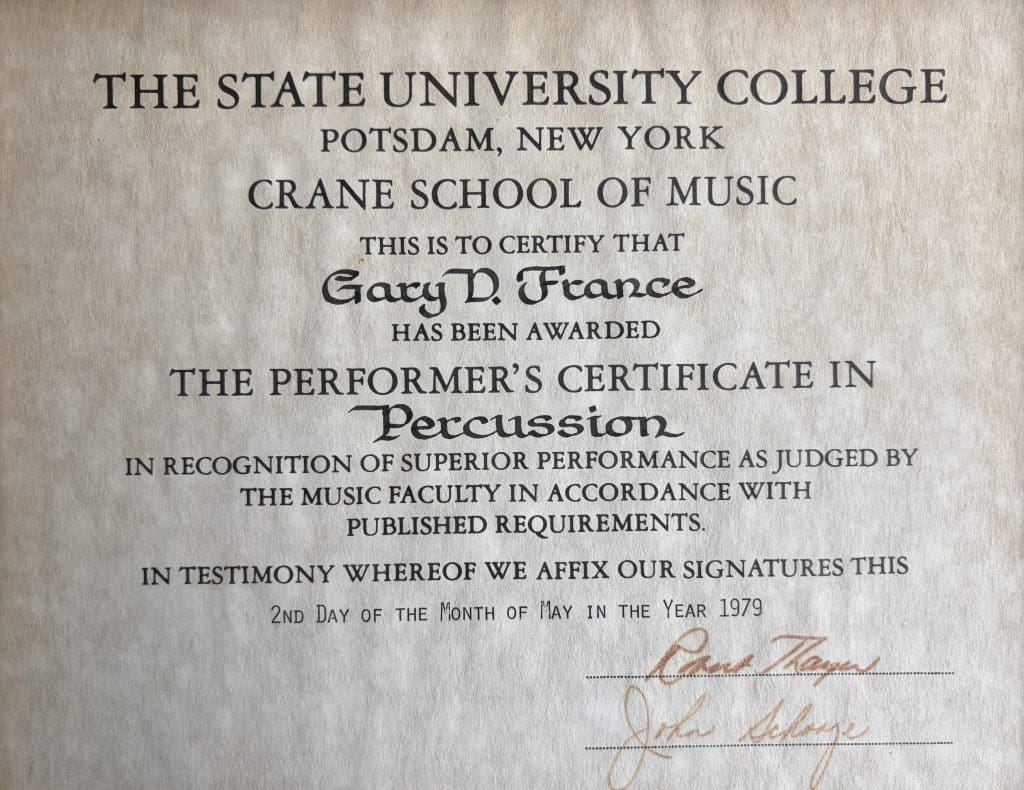 THE STATE UNIVERSITY COLLEGE
POTSDAM, NEW YORK
CRANE SCHOOL OF MUSIC
THIS IS TO CERTIFY THAT
Gary D. France
HAS BEEN AWARDED
THE PERFORMER'S CERTIFICATE IN
Percussion
IN RECOGNITION OF SUPERIOR PERFORMANCE AS JUDGED BY
THE MUSIC FACULTY IN ACCORDANCE WITH
PUBLISHED REQUIREMENTS.
IN TESTIMONY WHEREOF WE AFFIX OUR SIGNATURES THIS
2ND DAY OF THE MONTH OF MAY IN THE YEAR 1979
Robert Thayer
John